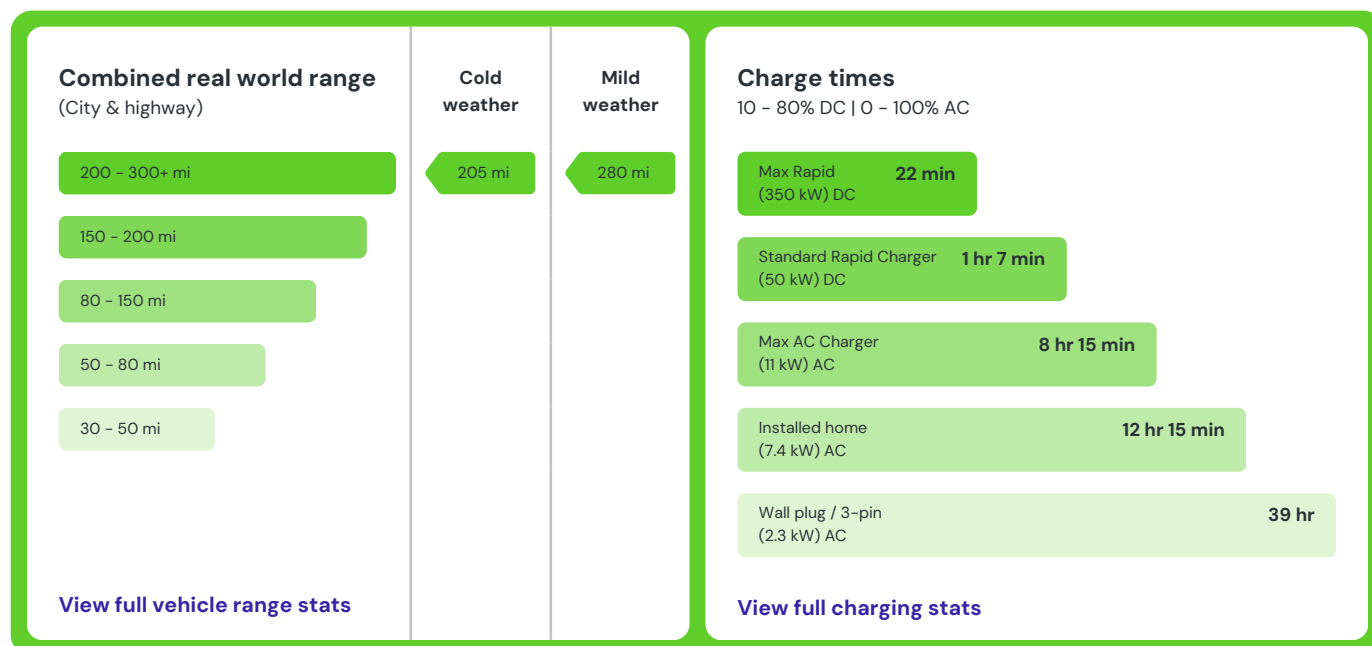 Combined real world range
(City & highway)
Cold
weather
Mild
weather
200 - 300+ mi
205 mi
280 mi
150 - 200 mi
80 - 150 mi
50 - 80 mi
30 - 50 mi
View full vehicle range stats
Charge times
10 - 80% DC | 0 - 100% AC
Max Rapid
(350 kW) DC
22 min
Standard Rapid Charger
(50 kW) DC
1 hr 7 min
Max AC Charger
(11 kW) AC
8 hr 15 min
Installed home
(7.4 kW) AC
12 hr 15 min
Wall plug / 3-pin
(2.3 kW) AC
39 hr
View full charging stats